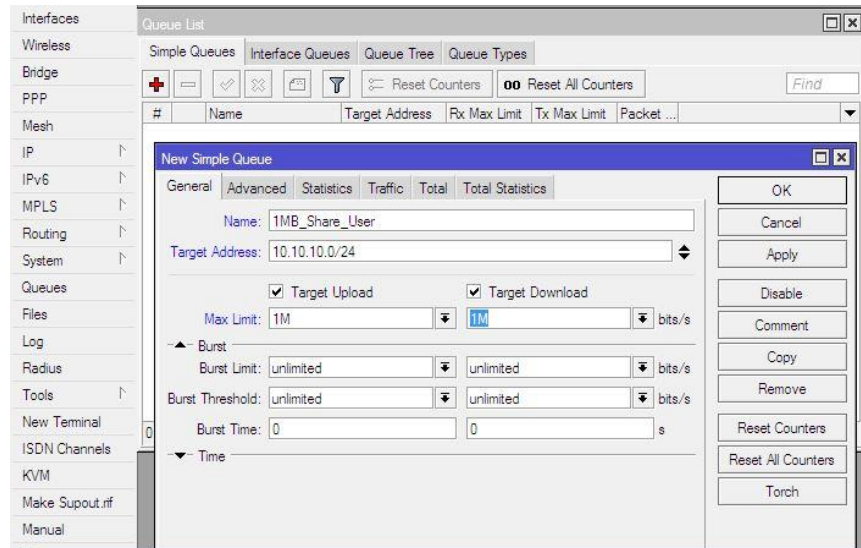 Interfaces
Wireless
Bridge
PPP
Mesh
IP
IPv6
MPLS
Routing
System
Queues
Files
Log
Radius
Tools
New Terminal
ISDN Channels
KVM
Make Supout.rif
Manual
Queue List
Simple Queues Interface Queues Queue Tree Queue Types
Reset Counters 00 Reset All Counters Find
# Name Target Address Rx Max Limit Tx Max Limit Packet ...
0
New Simple Queue
General Advanced Statistics Traffic Total Total Statistics
Name: 1MB_Share_User
Target Address: 10.10.10.0/24
Target Upload Target Download
Max Limit: 1M 1M bits/s
Burst
Burst Limit: unlimited unlimited bits/s
Burst Threshold: unlimited unlimited bits/s
Burst Time: 0 0 s
Time
OK
Cancel
Apply
Disable
Comment
Copy
Remove
Reset Counters
Reset All Counters
Torch